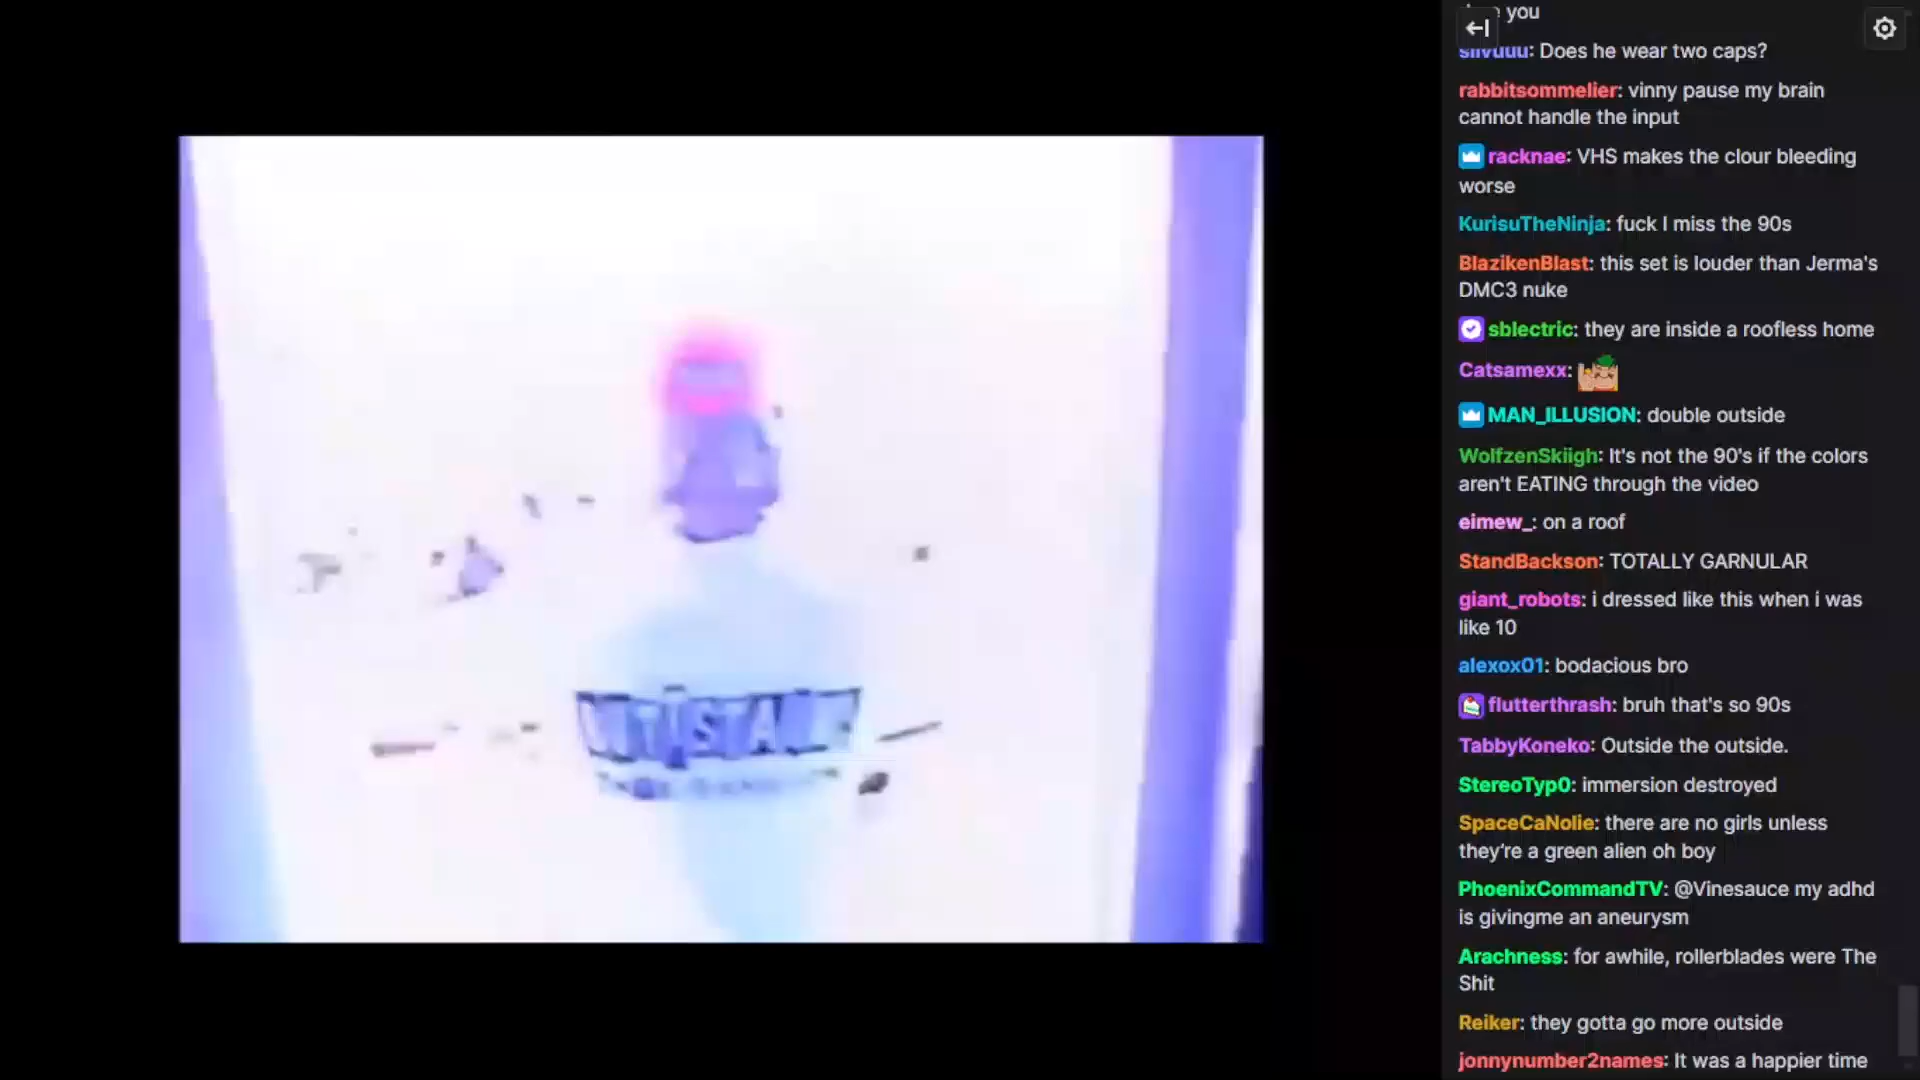 you
slivuuu: Does he wear two caps?
rabbitsommelier: vinny pause my brain
cannot handle the input
racknae: VHS makes the clour bleeding
worse
KurisuTheNinja: fuck I miss the 90s
BlazikenBlast: this set is louder than Jerma's
DMC3 nuke
sblectric: they are inside a roofless home
Catsamexx:
MAN_ILLUSION: double outside
WolfzenSkiigh: It's not the 90's if the colors
aren't EATING through the video
eimew_: on a roof
StandBackson: TOTALLY GARNULAR
giant_robots: i dressed like this when i was
like 10
alexox01: bodacious bro
flutterthrash: bruh that's so 90s
TabbyKoneko: Outside the outside.
StereoTyp0: immersion destroyed
SpaceCaNolie: there are no girls unless
they're a green alien oh boy
PhoenixCommandTV: @Vinesauce my adhd
is givingme an aneurysm
Arachness: for awhile, rollerblades were The
Shit
Reiker: they gotta go more outside
jonnynumber2names: It was a happier time